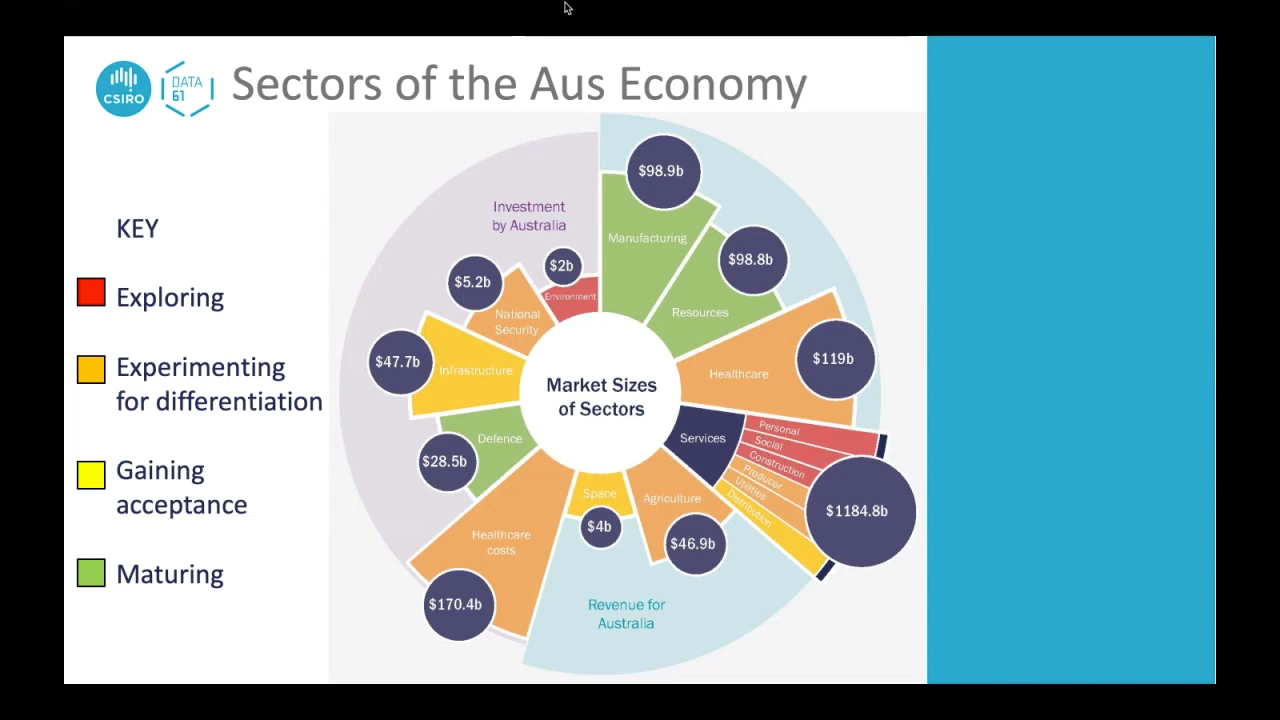 CSIRO
DATA
61
Sectors of the Aus Economy
KEY
Exploring
Experimenting
for differentiation
Gaining
acceptance
Maturing
Investment
by Australia
$98.9b
Manufacturing
$98.8b
Resources
$119b
Healthcare
Services
Personal
Social
Construction
Producer
Utilities
Distribution
$1184.8b
Agriculture
$46.9b
Space
$4b
Revenue for
Australia
Healthcare
costs
$170.4b
Defence
$28.5b
Infrastructure
$47.7b
National
Security
$5.2b
Environment
$2b
Market Sizes
of Sectors